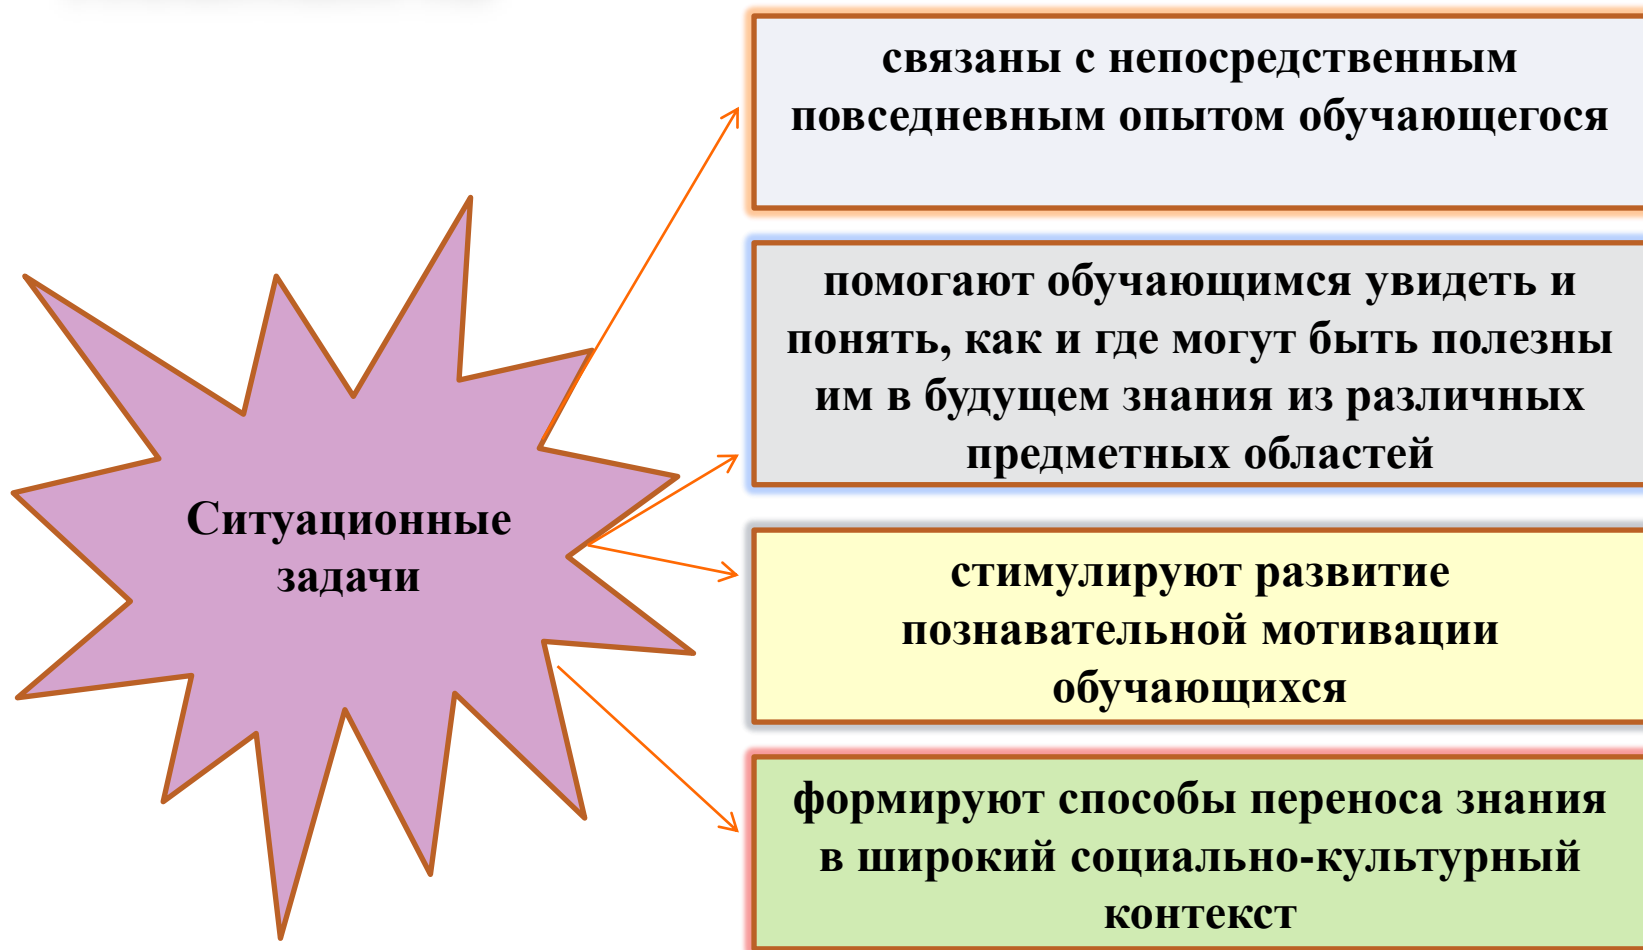 связаны с непосредственным
повседневным опытом обучающегося
помогают обучающимся увидеть и
понять, как и где могут быть полезны
им в будущем знания из различных
предметных областей
Ситуационные
задачи
стимулируют развитие
познавательной мотивации
обучающихся
формируют способы переноса знания
в широкий социально-культурный
контекст